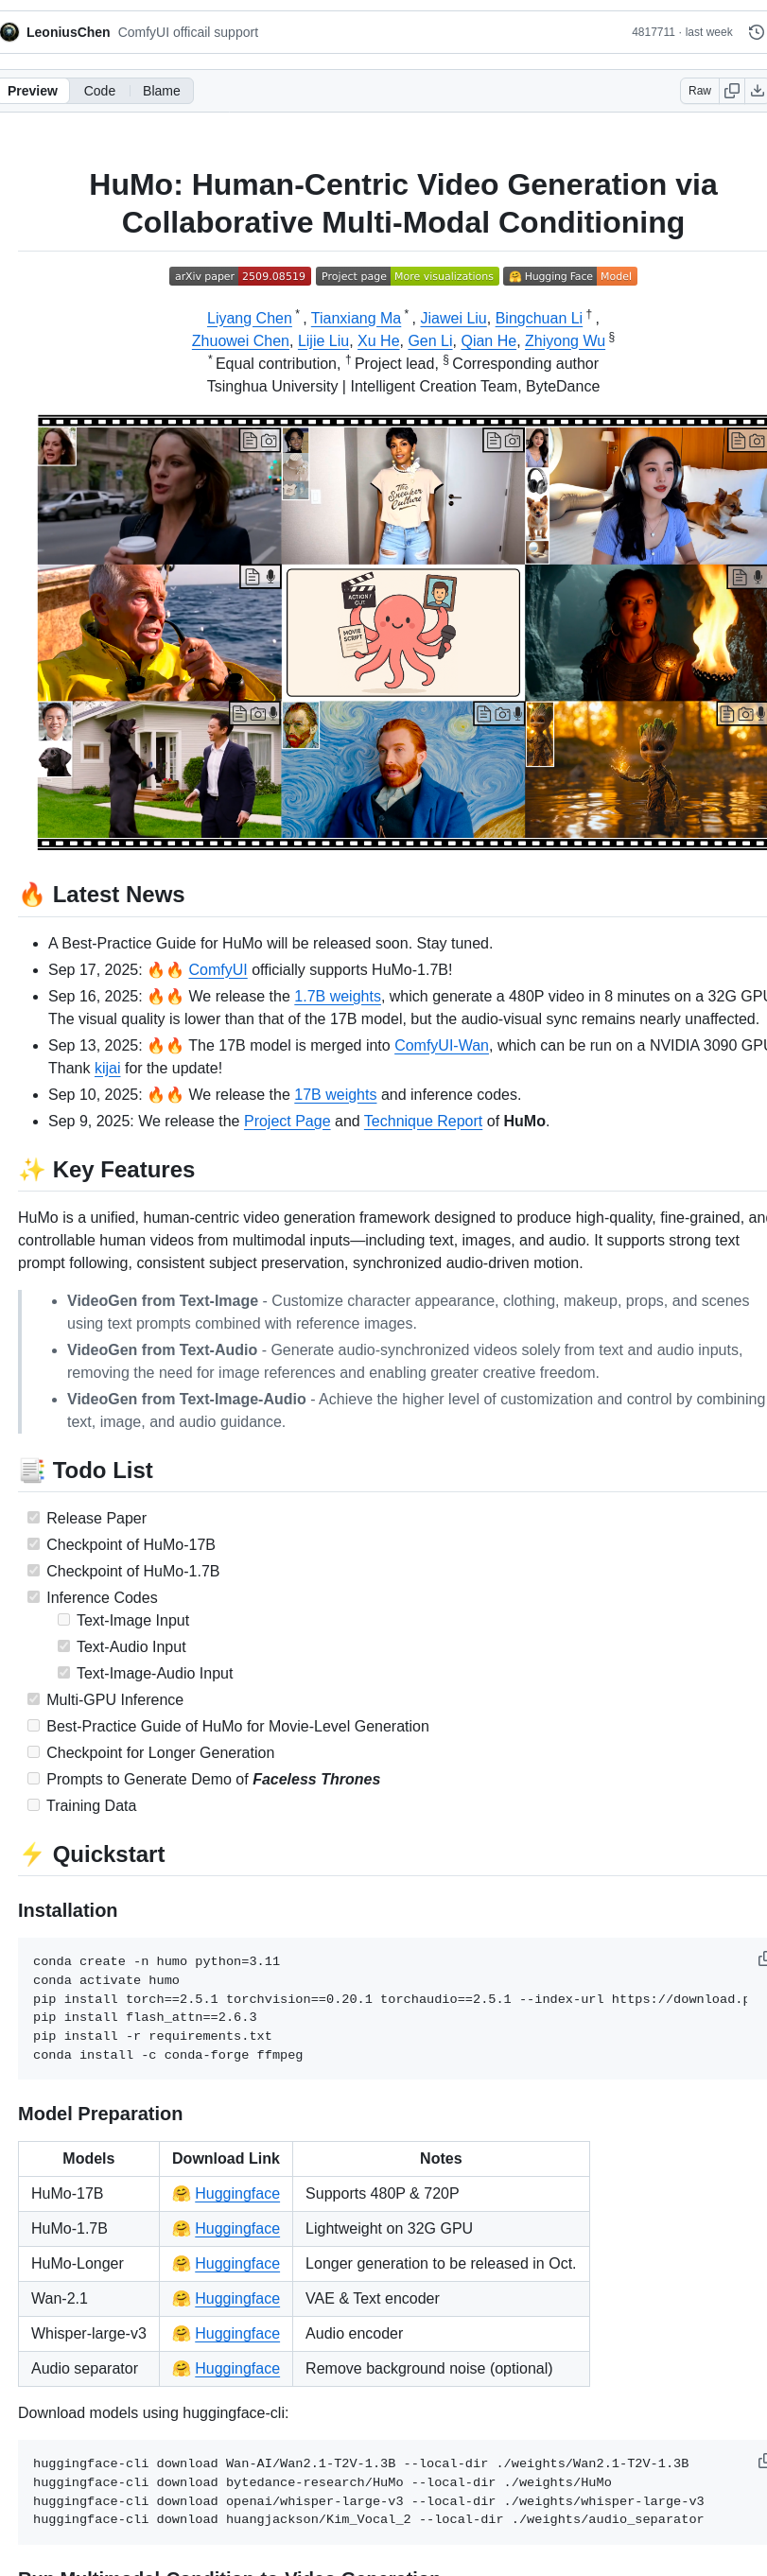 LeoniusChen ComfyUI officail support 4817711 · last week
Preview Code Blame Raw
HuMo: Human-Centric Video Generation via
Collaborative Multi-Modal Conditioning
arXiv paper 2509.08519 Project page More visualizations 🤗 Hugging Face Model
Liyang Chen * , Tianxiang Ma * , Jiawei Liu, Bingchuan Li † ,
Zhuowei Chen, Lijie Liu, Xu He, Gen Li, Qian He, Zhiyong Wu §
* Equal contribution, † Project lead, § Corresponding author
Tsinghua University | Intelligent Creation Team, ByteDance
The
Sneaker
Culture
ACTION/
CUT
MOVIE
SCRIPT
🔥 Latest News
• A Best-Practice Guide for HuMo will be released soon. Stay tuned.
• Sep 17, 2025: 🔥🔥 ComfyUI officially supports HuMo-1.7B!
• Sep 16, 2025: 🔥🔥 We release the 1.7B weights, which generate a 480P video in 8 minutes on a 32G GPU
The visual quality is lower than that of the 17B model, but the audio-visual sync remains nearly unaffected.
• Sep 13, 2025: 🔥🔥 The 17B model is merged into ComfyUI-Wan, which can be run on a NVIDIA 3090 GPU
Thank kijai for the update!
• Sep 10, 2025: 🔥🔥 We release the 17B weights and inference codes.
• Sep 9, 2025: We release the Project Page and Technique Report of HuMo.
✨ Key Features
HuMo is a unified, human-centric video generation framework designed to produce high-quality, fine-grained, and
controllable human videos from multimodal inputs—including text, images, and audio. It supports strong text
prompt following, consistent subject preservation, synchronized audio-driven motion.
• VideoGen from Text-Image - Customize character appearance, clothing, makeup, props, and scenes
using text prompts combined with reference images.
• VideoGen from Text-Audio - Generate audio-synchronized videos solely from text and audio inputs,
removing the need for image references and enabling greater creative freedom.
• VideoGen from Text-Image-Audio - Achieve the higher level of customization and control by combining
text, image, and audio guidance.
📑 Todo List
Release Paper
Checkpoint of HuMo-17B
Checkpoint of HuMo-1.7B
Inference Codes
Text-Image Input
Text-Audio Input
Text-Image-Audio Input
Multi-GPU Inference
Best-Practice Guide of HuMo for Movie-Level Generation
Checkpoint for Longer Generation
Prompts to Generate Demo of Faceless Thrones
Training Data
⚡ Quickstart
Installation
conda create -n humo python=3.11
conda activate humo
pip install torch==2.5.1 torchvision==0.20.1 torchaudio==2.5.1 --index-url https://download.p
pip install flash_attn==2.6.3
pip install -r requirements.txt
conda install -c conda-forge ffmpeg
Model Preparation
Models Download Link Notes
HuMo-17B 🤗 Huggingface Supports 480P & 720P
HuMo-1.7B 🤗 Huggingface Lightweight on 32G GPU
HuMo-Longer 🤗 Huggingface Longer generation to be released in Oct.
Wan-2.1 🤗 Huggingface VAE & Text encoder
Whisper-large-v3 🤗 Huggingface Audio encoder
Audio separator 🤗 Huggingface Remove background noise (optional)
Download models using huggingface-cli:
huggingface-cli download Wan-AI/Wan2.1-T2V-1.3B --local-dir ./weights/Wan2.1-T2V-1.3B
huggingface-cli download bytedance-research/HuMo --local-dir ./weights/HuMo
huggingface-cli download openai/whisper-large-v3 --local-dir ./weights/whisper-large-v3
huggingface-cli download huangjackson/Kim_Vocal_2 --local-dir ./weights/audio_separator